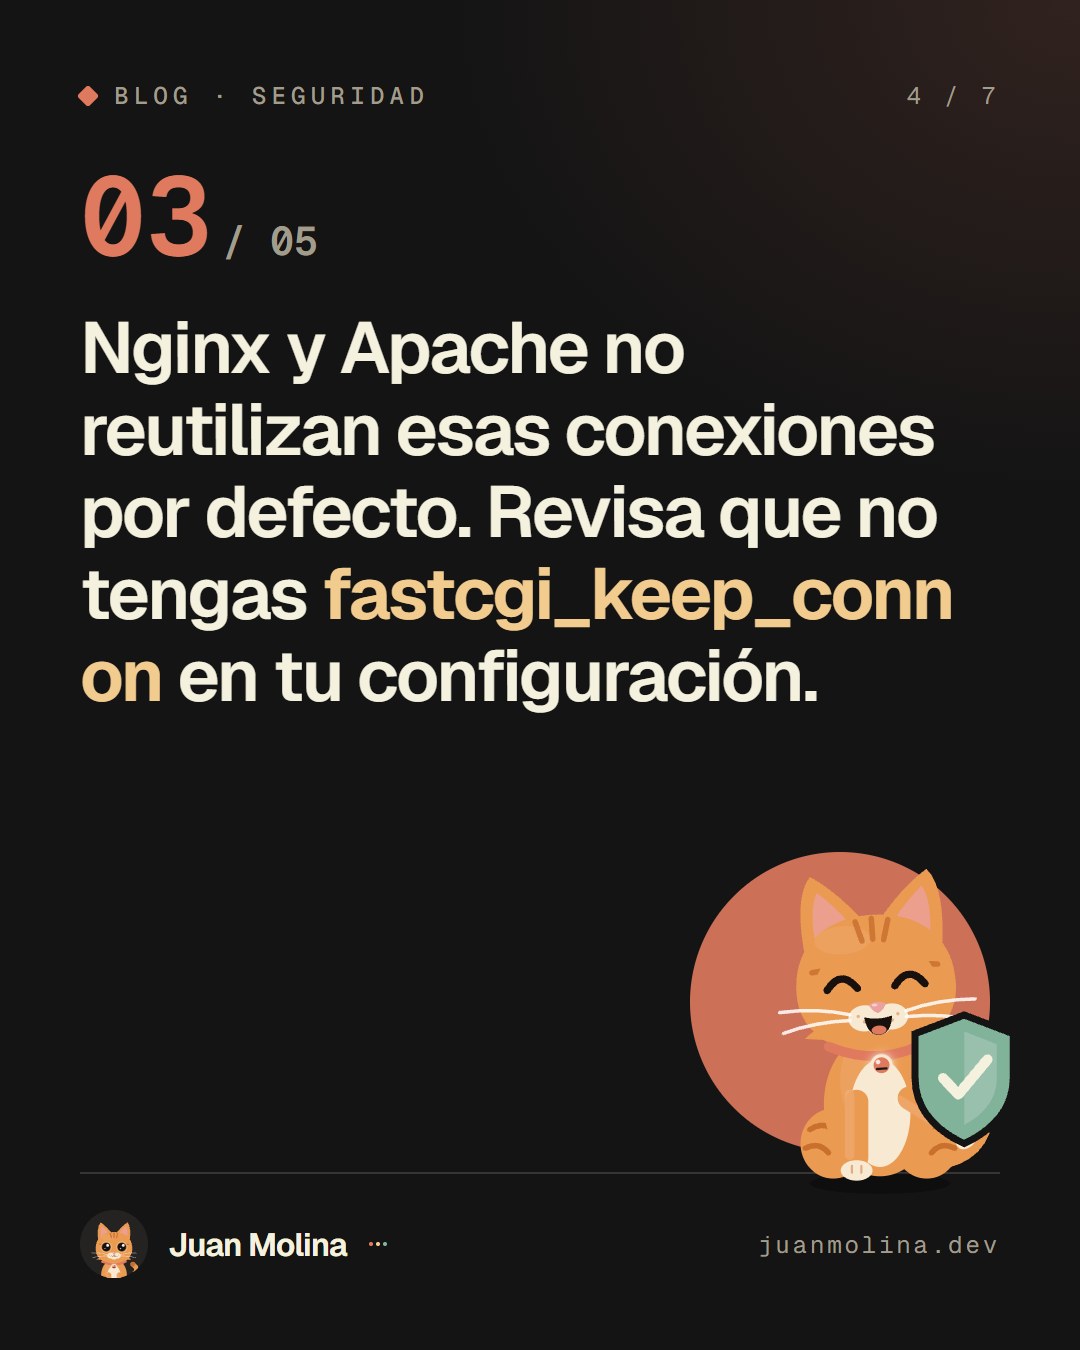 BLOG · SEGURIDAD
4 / 7
03 / 05
Nginx y Apache no
reutilizan esas conexiones
por defecto. Revisa que no
tengas fastcgi_keep_conn
on en tu configuración.
Juan Molina
juanmolina.dev